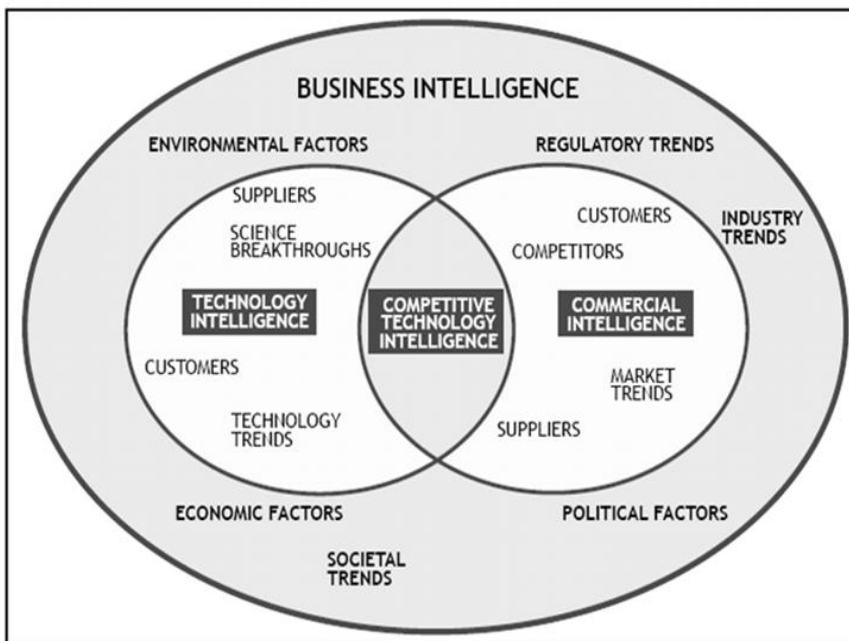 BUSINESS INTELLIGENCE
ENVIRONMENTAL FACTORS
REGULATORY TRENDS
SUPPLIERS
SCIENCE
BREAKTHROUGHS
CUSTOMERS
COMPETITORS
INDUSTRY
TRENDS
TECHNOLOGY
INTELLIGENCE
COMPETITIVE
TECHNOLOGY
INTELLIGENCE
COMMERCIAL
INTELLIGENCE
CUSTOMERS
TECHNOLOGY
TRENDS
MARKET
TRENDS
SUPPLIERS
ECONOMIC FACTORS
POLITICAL FACTORS
SOCIETAL
TRENDS